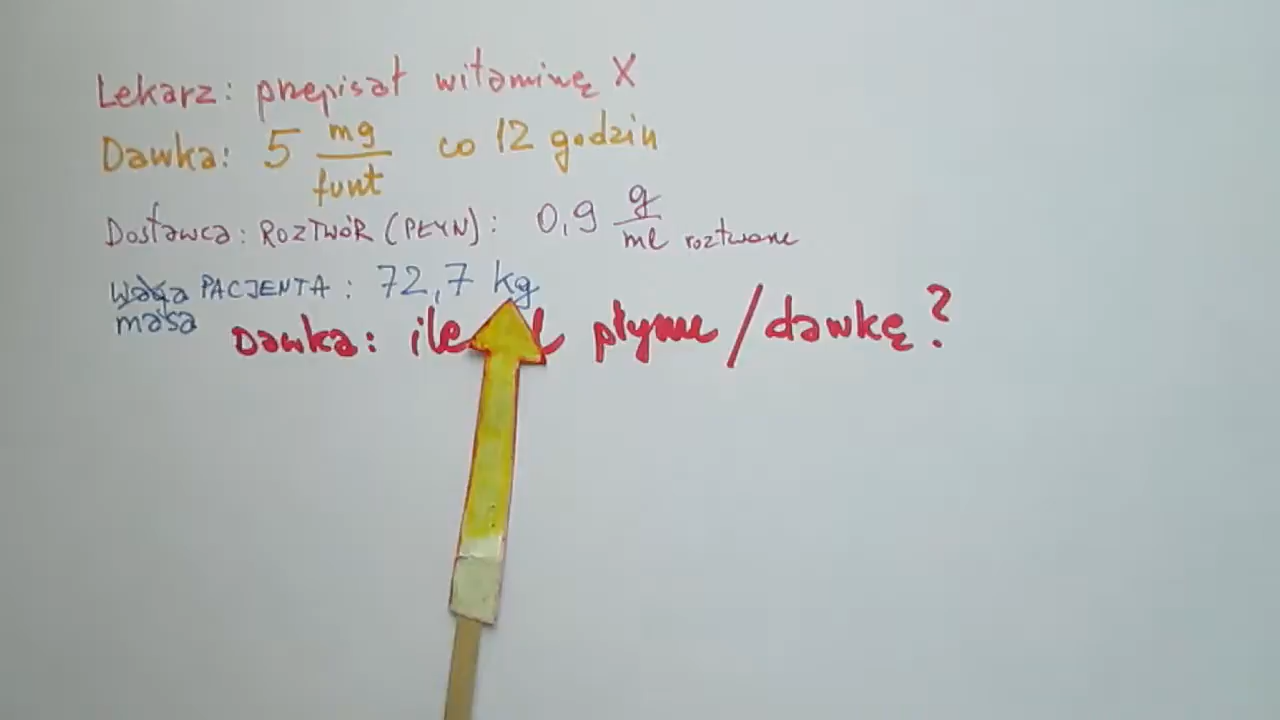 Lekarz: przepisał witaminę X
Dawka: 5 mg/funt co 12 godzin
Dostawca: ROZTWÓR (PŁYN): 0,9 g/ml roztworu
waga PACJENTA: 72,7 kg
masa
Dawka: ile płynu/dawkę?